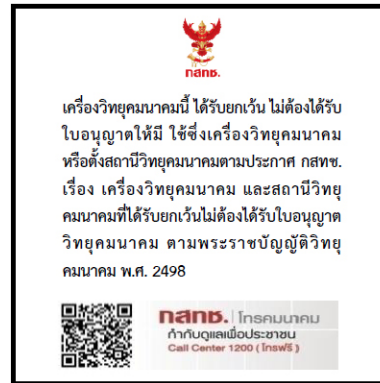 กสทช.
เครื่องวิทยุคมนาคมนี้ ได้รับยกเว้น ไม่ต้องได้รับ
ใบอนุญาตให้มี ใช้ซึ่งเครื่องวิทยุคมนาคม
หรือตั้งสถานีวิทยุคมนาคมตามประกาศ กสทช.
เรื่อง เครื่องวิทยุคมนาคม และสถานีวิทยุ
คมนาคมที่ได้รับยกเว้นไม่ต้องได้รับใบอนุญาต
วิทยุคมนาคม ตามพระราชบัญญัติวิทยุ
คมนาคม พ.ศ. 2498
กสทช. | โทรคมนาคม
กำกับดูแลเพื่อประชาชน
Call Center 1200 (โทรฟรี)